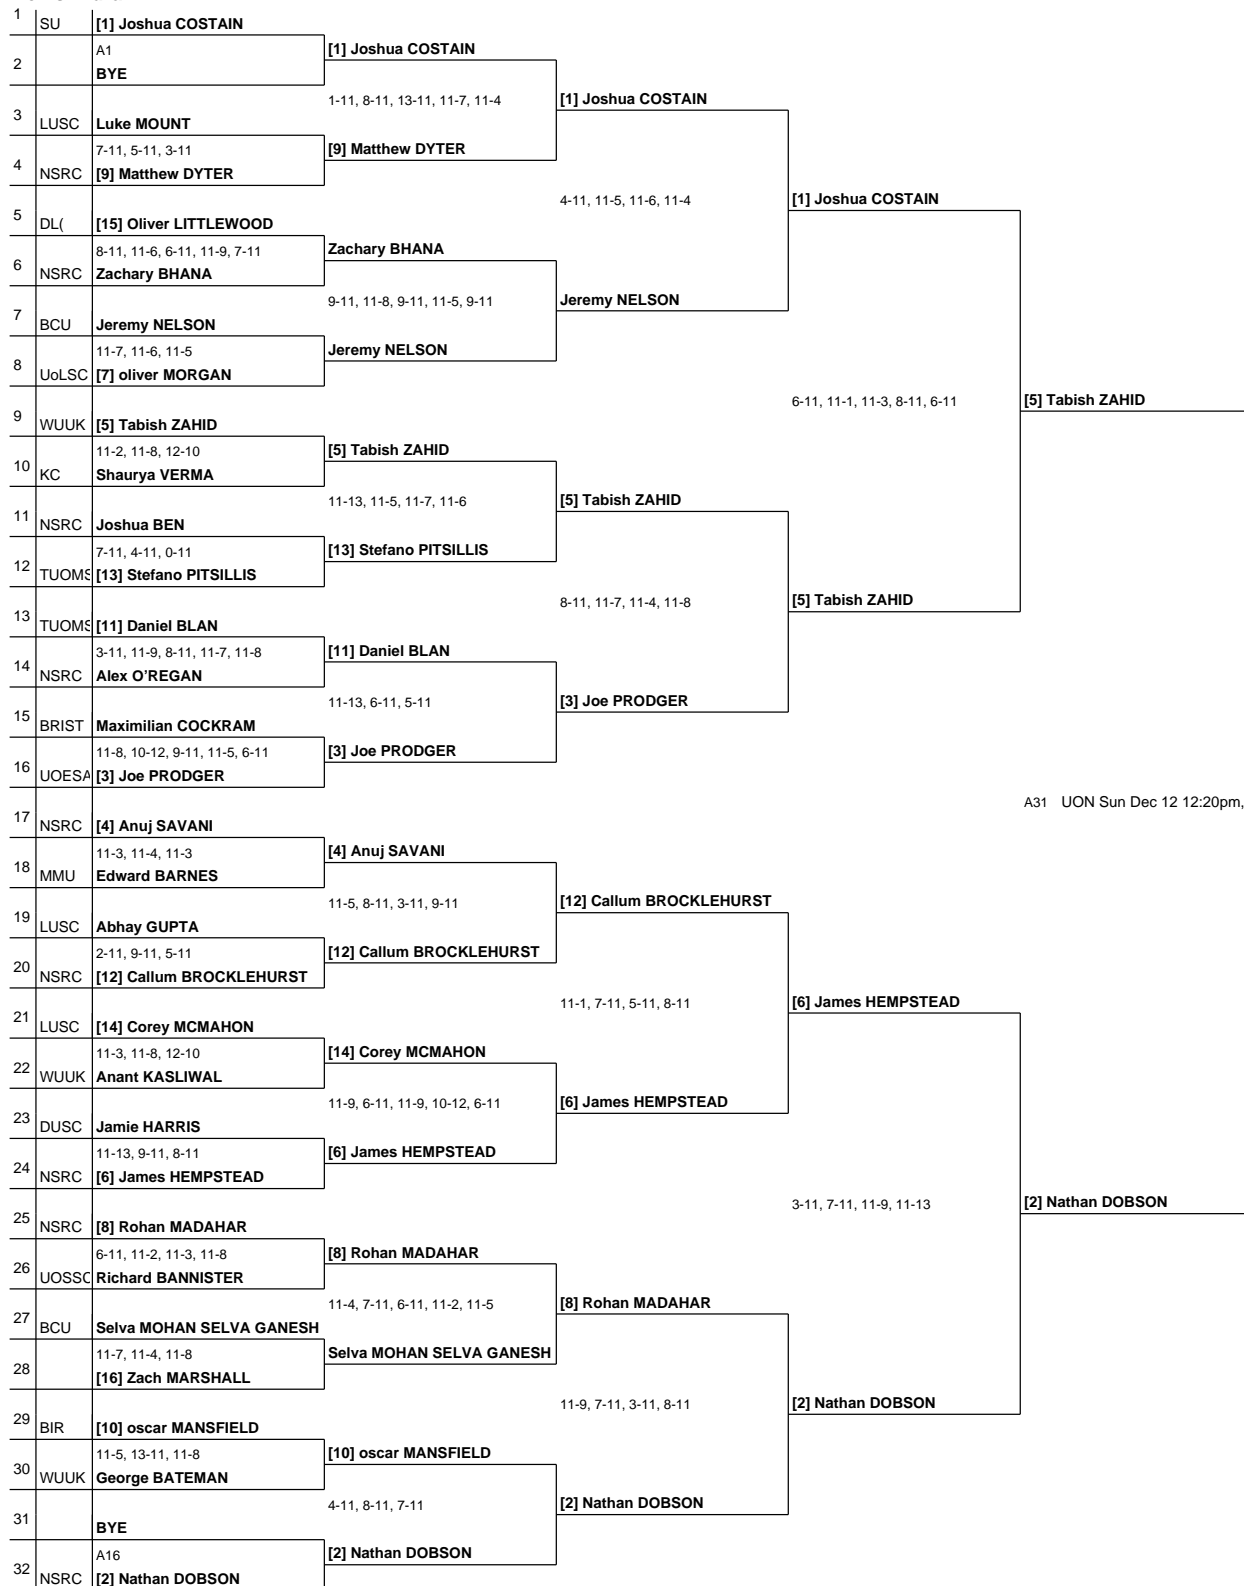 1 SU [1] Joshua COSTAIN
A1 [1] Joshua COSTAIN
2 BYE
1-11, 8-11, 13-11, 11-7, 11-4 [1] Joshua COSTAIN
3 LUSC Luke MOUNT
7-11, 5-11, 3-11 [9] Matthew DYTER
4 NSRC [9] Matthew DYTER
4-11, 11-5, 11-6, 11-4 [1] Joshua COSTAIN
5 DL( [15] Oliver LITTLEWOOD
8-11, 11-6, 6-11, 11-9, 7-11 Zachary BHANA
6 NSRC Zachary BHANA
9-11, 11-8, 9-11, 11-5, 9-11 Jeremy NELSON
7 BCU Jeremy NELSON
11-7, 11-6, 11-5 Jeremy NELSON
8 UoLSC [7] oliver MORGAN
6-11, 11-1, 11-3, 8-11, 6-11 [5] Tabish ZAHID
9 WUUK [5] Tabish ZAHID
11-2, 11-8, 12-10 [5] Tabish ZAHID
10 KC Shaurya VERMA
11-13, 11-5, 11-7, 11-6 [5] Tabish ZAHID
11 NSRC Joshua BEN
7-11, 4-11, 0-11 [13] Stefano PITSILLIS
12 TUOMS [13] Stefano PITSILLIS
8-11, 11-7, 11-4, 11-8 [5] Tabish ZAHID
13 TUOMS [11] Daniel BLAN
3-11, 11-9, 8-11, 11-7, 11-8 [11] Daniel BLAN
14 NSRC Alex O’REGAN
11-13, 6-11, 5-11 [3] Joe PRODGER
15 BRIST Maximilian COCKRAM
11-8, 10-12, 9-11, 11-5, 6-11 [3] Joe PRODGER
16 UOESA [3] Joe PRODGER
A31 UON Sun Dec 12 12:20pm,
17 NSRC [4] Anuj SAVANI
11-3, 11-4, 11-3 [4] Anuj SAVANI
18 MMU Edward BARNES
11-5, 8-11, 3-11, 9-11 [12] Callum BROCKLEHURST
19 LUSC Abhay GUPTA
2-11, 9-11, 5-11 [12] Callum BROCKLEHURST
20 NSRC [12] Callum BROCKLEHURST
11-1, 7-11, 5-11, 8-11 [6] James HEMPSTEAD
21 LUSC [14] Corey MCMAHON
11-3, 11-8, 12-10 [14] Corey MCMAHON
22 WUUK Anant KASLIWAL
11-9, 6-11, 11-9, 10-12, 6-11 [6] James HEMPSTEAD
23 DUSC Jamie HARRIS
11-13, 9-11, 8-11 [6] James HEMPSTEAD
24 NSRC [6] James HEMPSTEAD
3-11, 7-11, 11-9, 11-13 [2] Nathan DOBSON
25 NSRC [8] Rohan MADAHAR
6-11, 11-2, 11-3, 11-8 [8] Rohan MADAHAR
26 UOSSC Richard BANNISTER
11-4, 7-11, 6-11, 11-2, 11-5 [8] Rohan MADAHAR
27 BCU Selva MOHAN SELVA GANESH
11-7, 11-4, 11-8 Selva MOHAN SELVA GANESH
28 [16] Zach MARSHALL
11-9, 7-11, 3-11, 8-11 [2] Nathan DOBSON
29 BIR [10] oscar MANSFIELD
11-5, 13-11, 11-8 [10] oscar MANSFIELD
30 WUUK George BATEMAN
4-11, 8-11, 7-11 [2] Nathan DOBSON
31 BYE
A16 [2] Nathan DOBSON
32 NSRC [2] Nathan DOBSON